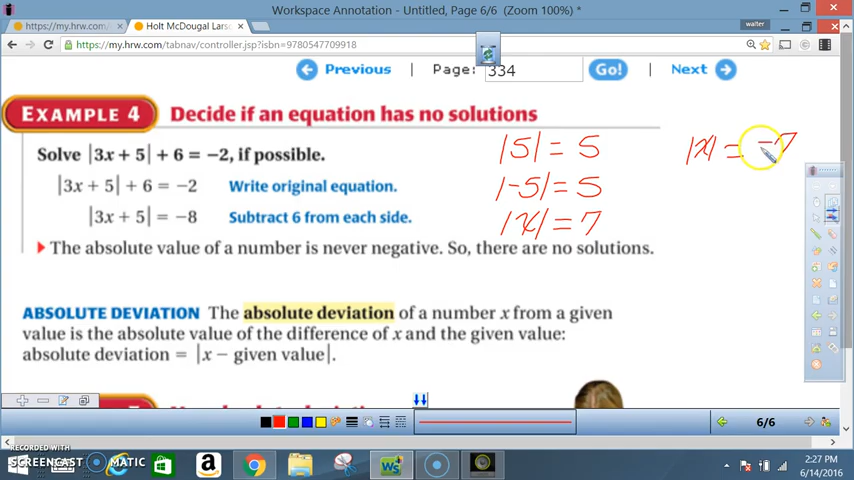 Workspace Annotation - Untitled, Page 6/6 (Zoom 100%) *
https://my.hrw.com/tabnav/
Holt McDougal Lars
walter
https://my.hrw.com/tabnav/controller.jsp?isbn=9780547709918
Previous | Page: 334 Go! | Next
EXAMPLE 4 Decide if an equation has no solutions
Solve |3x + 5| + 6 = −2, if possible.
|3x + 5| + 6 = −2 Write original equation.
|3x + 5| = −8 Subtract 6 from each side.
The absolute value of a number is never negative. So, there are no solutions.
|5| = 5
|-5| = 5
|x| = 7
|x| = -7
ABSOLUTE DEVIATION The absolute deviation of a number x from a given
value is the absolute value of the difference of x and the given value:
absolute deviation = |x − given value|.
6/6
RECORDED WITH
SCREENCAST MATIC
2:27 PM
6/14/2016